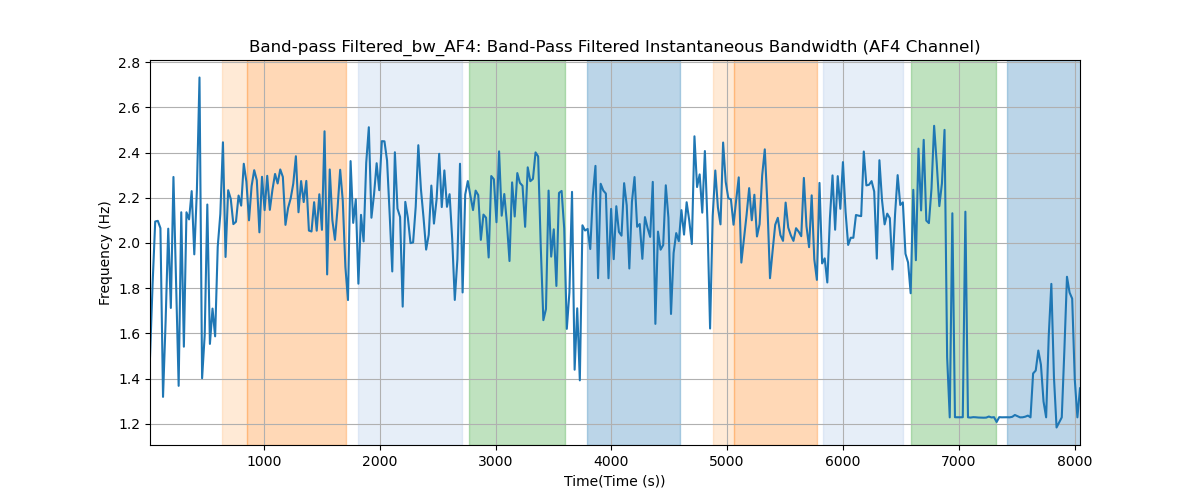 Band-pass Filtered_bw_AF4: Band-Pass Filtered Instantaneous Bandwidth (AF4 Channel)
Frequency (Hz)
2.8
2.6
2.4
2.2
2.0
1.8
1.6
1.4
1.2
1000 2000 3000 4000 5000 6000 7000 8000
Time(Time (s))